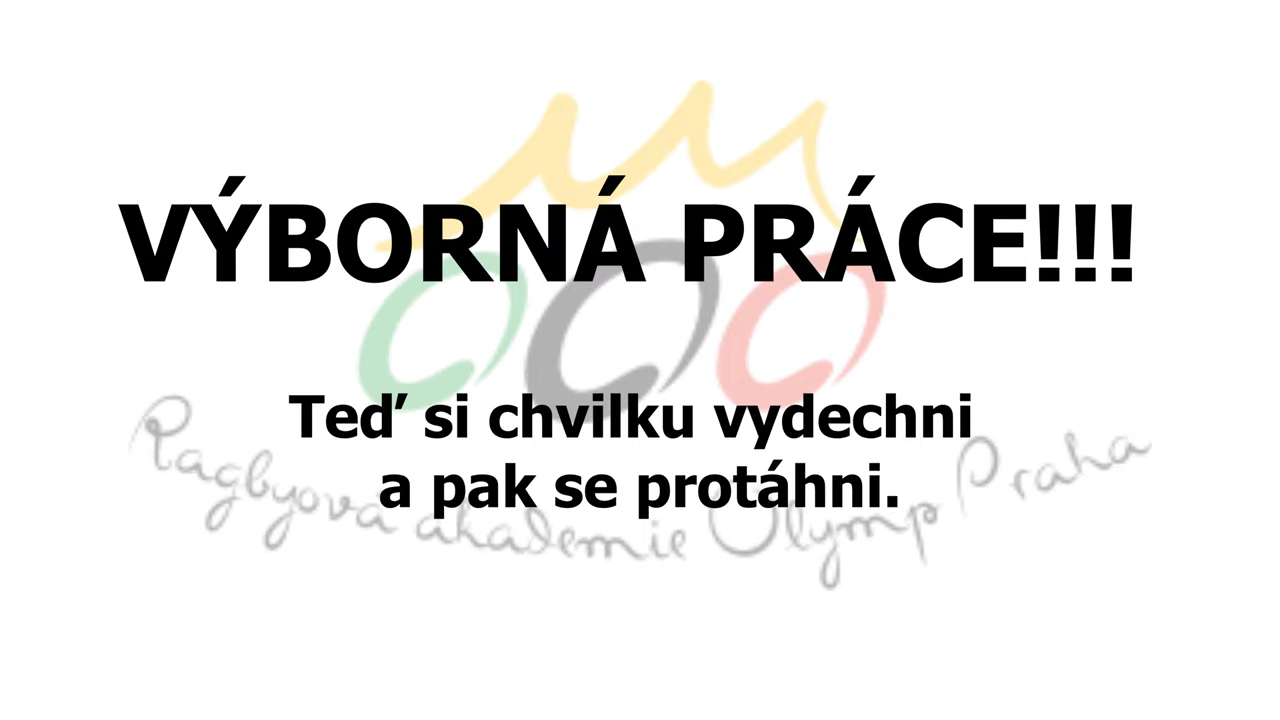 VÝBORNÁ PRÁCE!!!
Teď si chvilku vydechni
a pak se protáhni.
Ragbyová akademie Olymp Praha